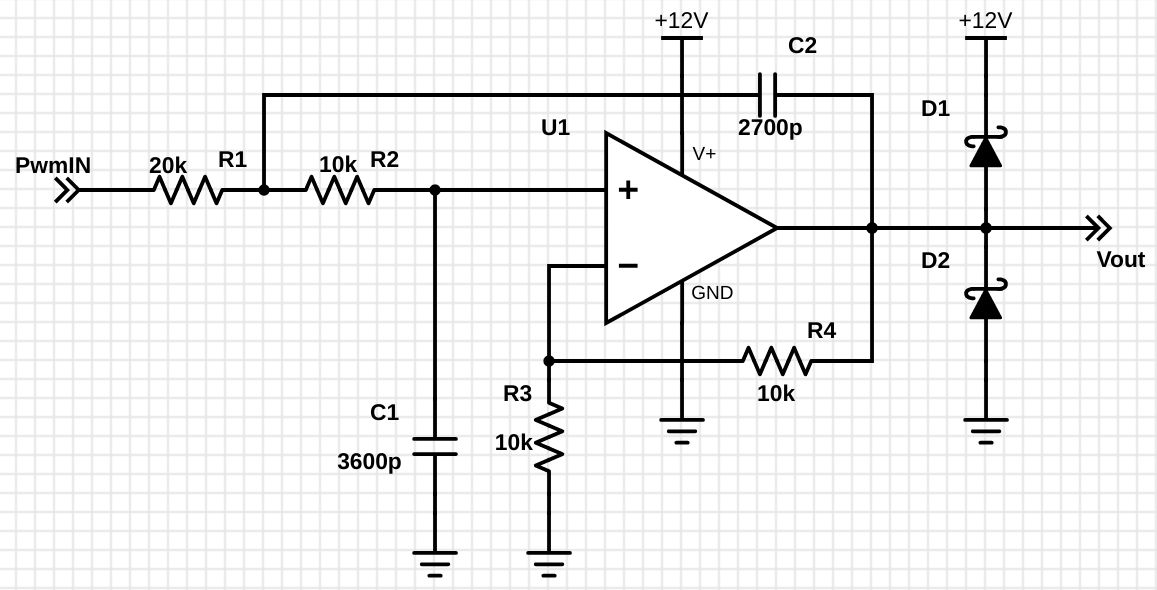 +12V
+12V
C2
D1
U1
2700p
V+
PwmIN
20k
R1
10k
R2
+
−
D2
Vout
GND
R4
10k
R3
10k
C1
3600p